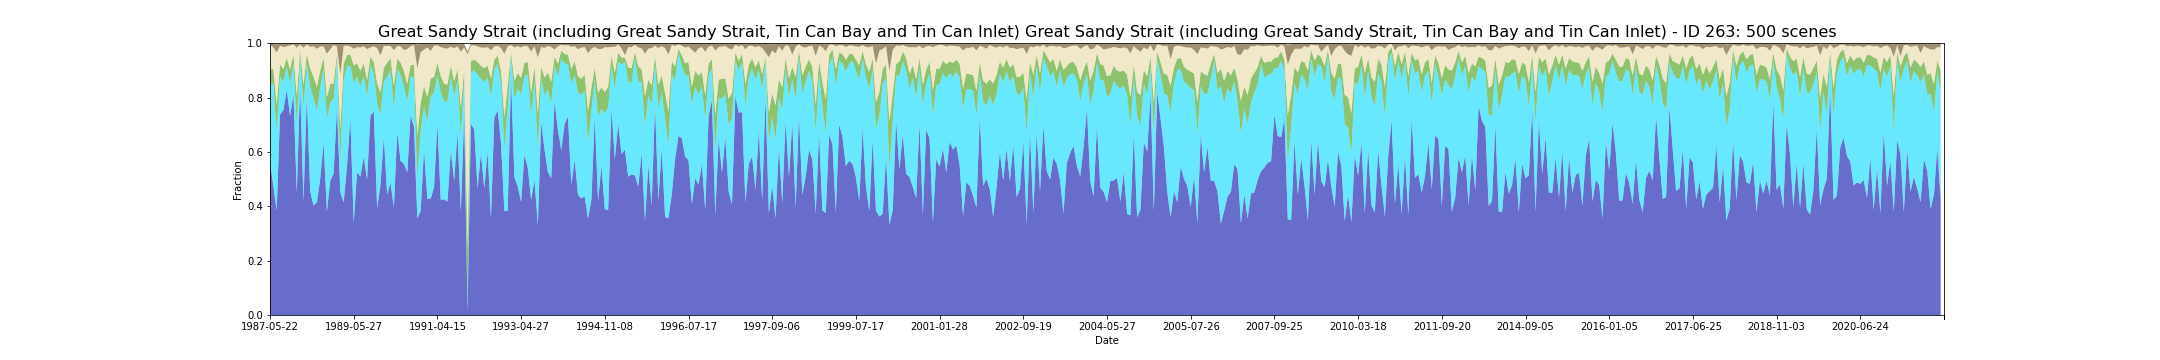 Great Sandy Strait (including Great Sandy Strait, Tin Can Bay and Tin Can Inlet) Great Sandy Strait (including Great Sandy Strait, Tin Can Bay and Tin Can Inlet) - ID 263: 500 scenes
1.0
0.8
0.6
0.4
0.2
0.0
Fraction
1987-05-22 1989-05-27 1991-04-15 1993-04-27 1994-11-08 1996-07-17 1997-09-06 1999-07-17 2001-01-28 2002-09-19 2004-05-27 2005-07-26 2007-09-25 2010-03-18 2011-09-20 2014-09-05 2016-01-05 2017-06-25 2018-11-03 2020-06-24
Date